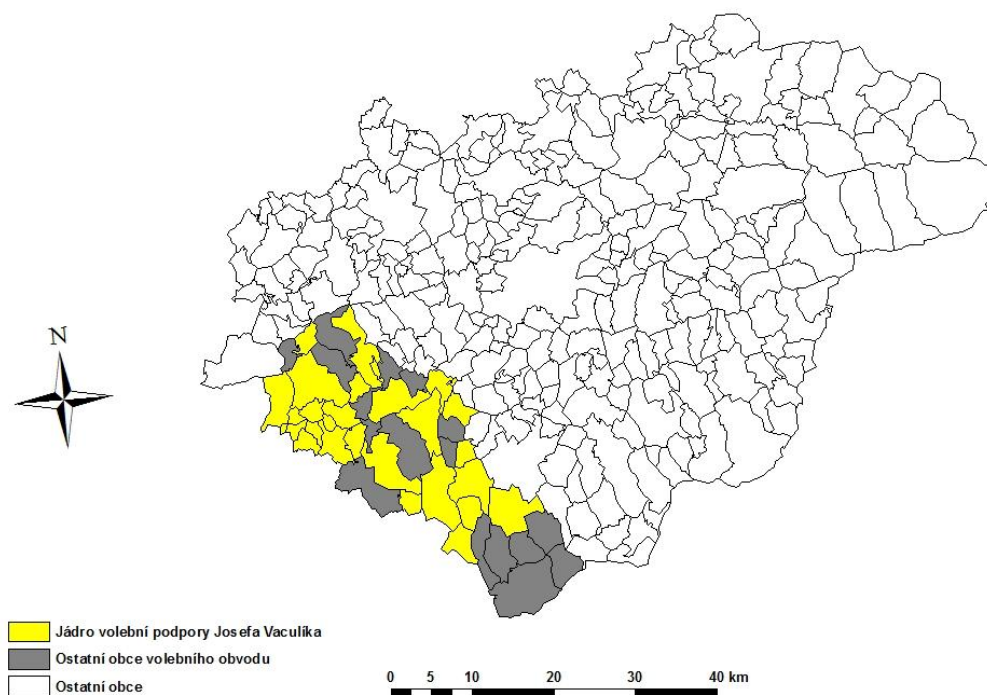 N
Jádro volební podpory Josefa Vaculíka
Ostatní obce volebního obvodu
Ostatní obce
0 5 10 20 30 40 km